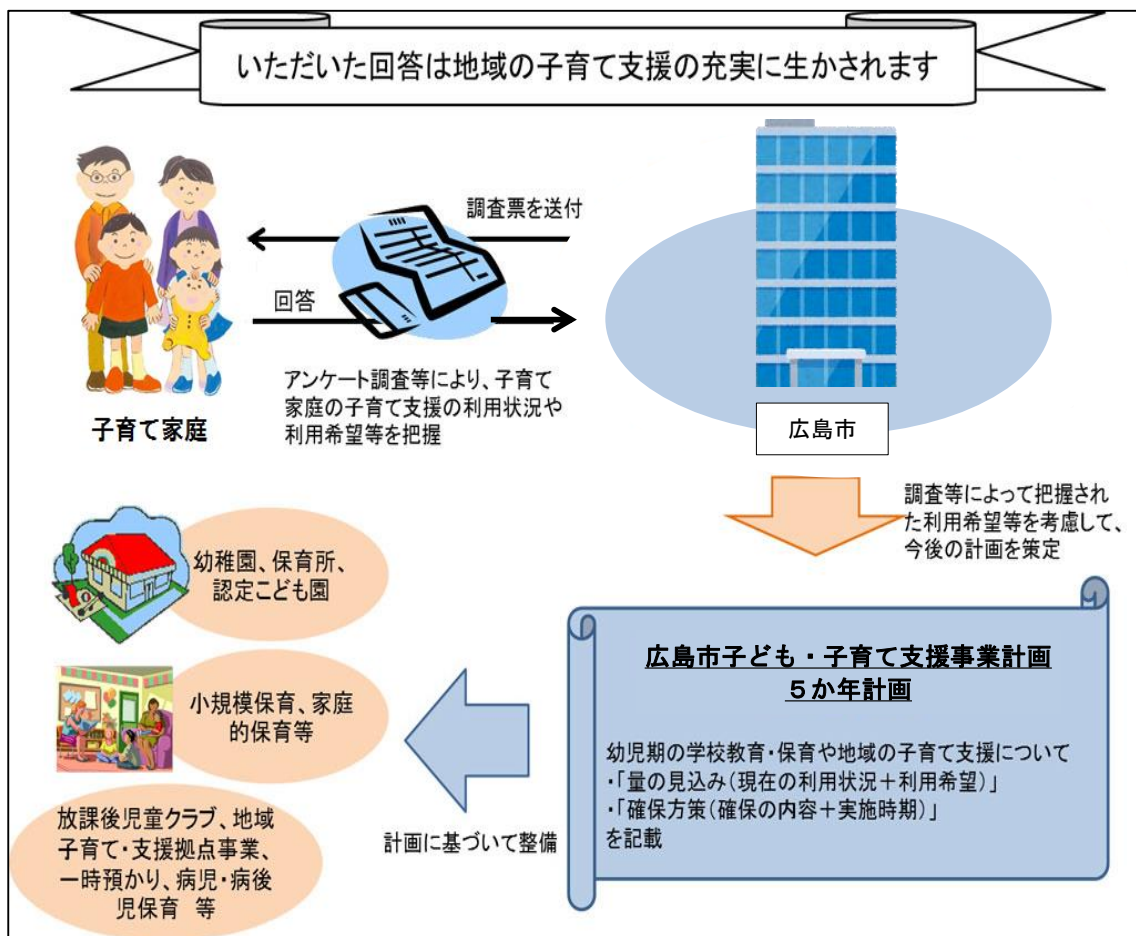 いただいた回答は地域の子育て支援の充実に生かされます
調査票を送付
回答
アンケート調査等により、子育て
家庭の子育て支援の利用状況や
利用希望等を把握
子育て家庭
広島市
調査等によって把握され
た利用希望等を考慮して、
今後の計画を策定
広島市子ども・子育て支援事業計画
５か年計画
幼児期の学校教育・保育や地域の子育て支援について
・「量の見込み(現在の利用状況＋利用希望)」
・「確保方策(確保の内容＋実施時期)」
を記載
計画に基づいて整備
幼稚園、保育所、
認定こども園
小規模保育、家庭
的保育等
放課後児童クラブ、地域
子育て・支援拠点事業、
一時預かり、病児・病後
児保育　等